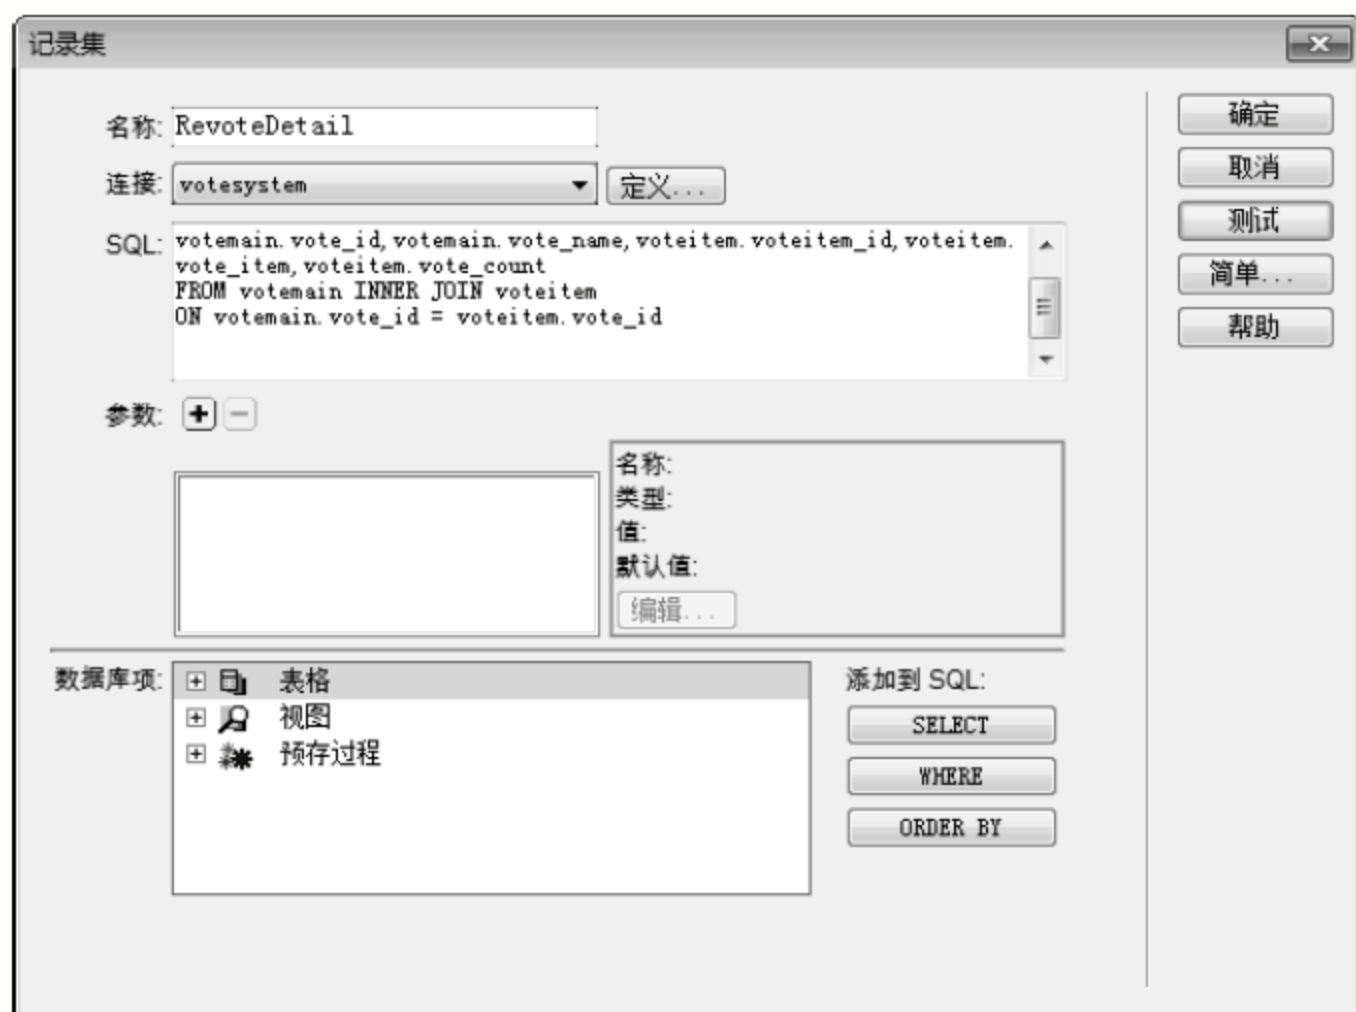 记录集
名称: RevoteDetail
连接: votesystem 定义...
SQL: votemain.vote_id, votemain.vote_name, voteitem.voteitem_id, voteitem.
vote_item, voteitem.vote_count
FROM votemain INNER JOIN voteitem
ON votemain.vote_id = voteitem.vote_id
参数:
名称:
类型:
值:
默认值:
编辑...
数据库项: 表格
视图
预存过程
添加到 SQL:
SELECT
WHERE
ORDER BY
确定
取消
测试
简单...
帮助